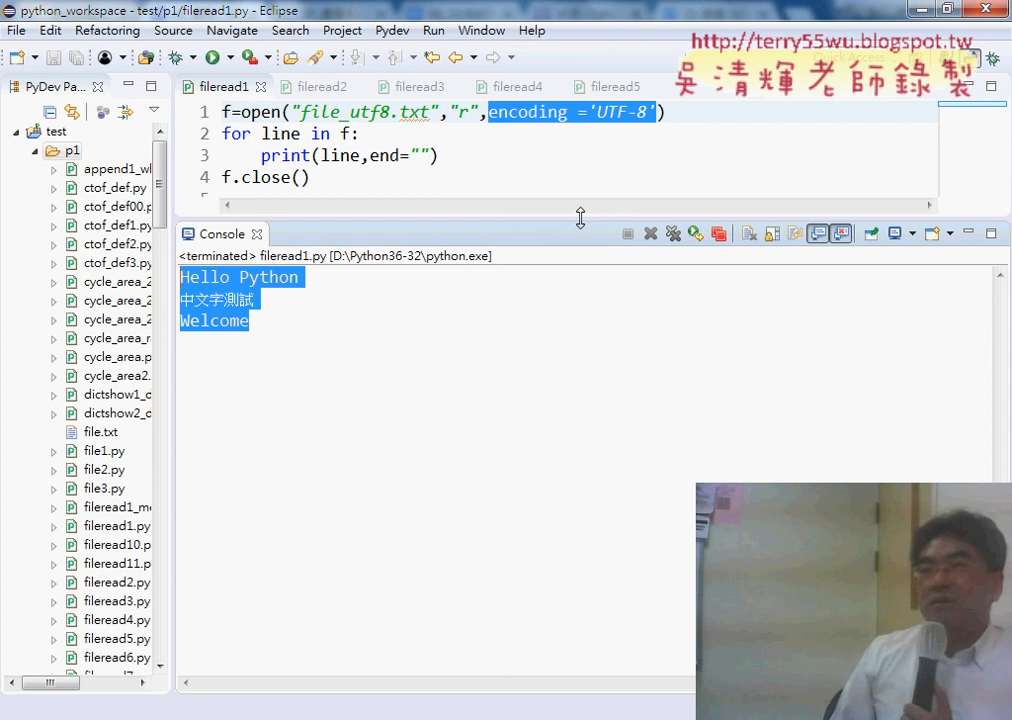 python_workspace - test/p1/fileread1.py - Eclipse
File Edit Refactoring Source Navigate Search Project Pydev Run Window Help
http://terry55wu.blogspot.tw
Quick Access
吳清輝老師錄製
PyDev Pa...
fileread1 fileread2 fileread3 fileread4 fileread5
1 f=open("file_utf8.txt","r",encoding ='UTF-8')
2 for line in f:
3 print(line,end="")
4 f.close()
test
p1
append1_wl
ctof_def.py
ctof_def00.p
ctof_def1.py
ctof_def2.py
ctof_def3.py
cycle_area_2
cycle_area_2
cycle_area_2
cycle_area_r
cycle_area.p
cycle_area2.
dictshow1_d
dictshow2_d
file.txt
file1.py
file2.py
file3.py
fileread1_m
fileread1.py
fileread10.p
fileread11.p
fileread2.py
fileread3.py
fileread4.py
fileread5.py
fileread6.py
Console
<terminated> fileread1.py [D:\Python36-32\python.exe]
Hello Python
中文字測試
Welcome